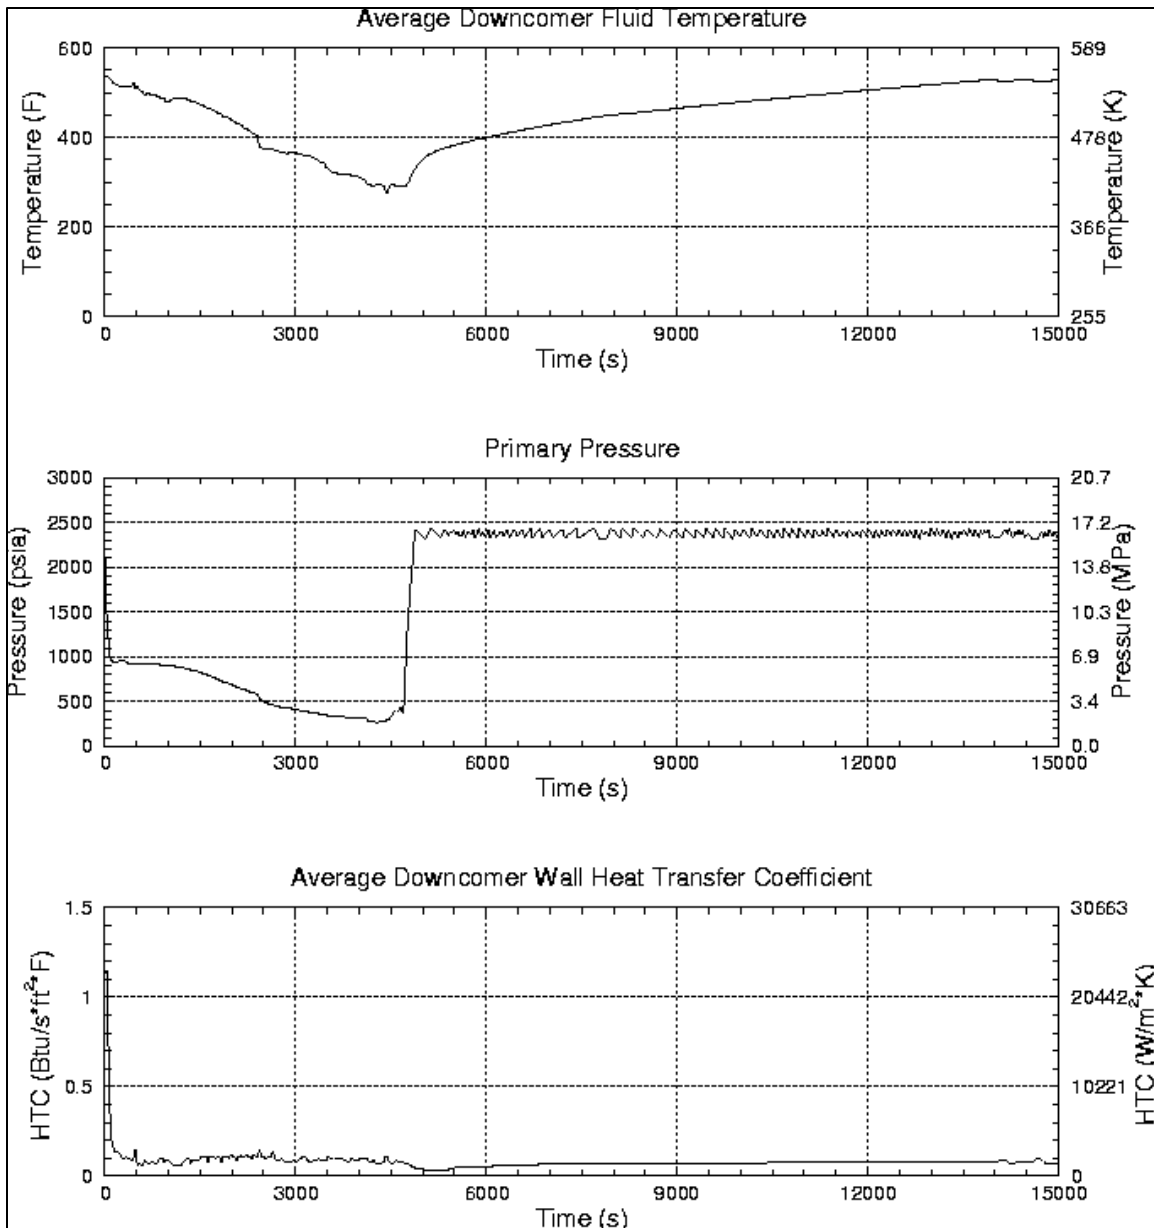 Average Downcomer Fluid Temperature
600
400
200
0
Temperature (F)
589
478
366
255
Temperature (K)
0 3000 6000 9000 12000 15000
Time (s)
Primary Pressure
3000
2500
2000
1500
1000
500
0
Pressure (psia)
20.7
17.2
13.8
10.3
6.9
3.4
0.0
Pressure (MPa)
0 3000 6000 9000 12000 15000
Time (s)
Average Downcomer Wall Heat Transfer Coefficient
1.5
1
0.5
0
HTC (Btu/s*ft²*F)
30663
20442
10221
0
HTC (W/m²*K)
0 3000 6000 9000 12000 15000
Time (s)